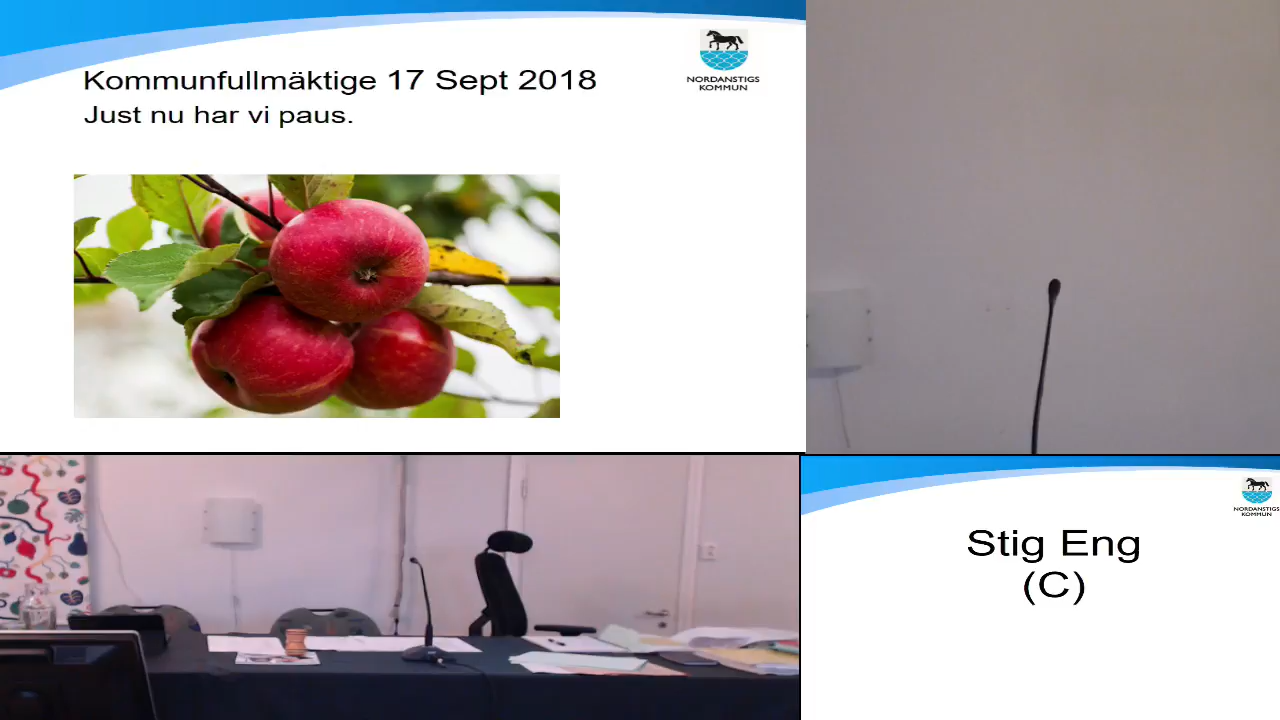 Kommunfullmäktige 17 Sept 2018
Just nu har vi paus.
NORDANSTIGS
KOMMUN
NORDANSTIGS
KOMMUN
Stig Eng
(C)